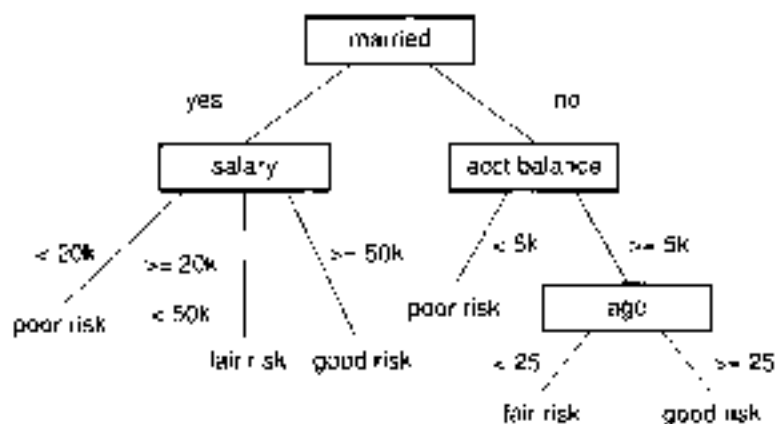 married
yes
no
salary
acct balance
< 20k
>= 20k
< 50k
>= 50k
< 5k
>= 5k
poor risk
fair risk
good risk
poor risk
age
< 25
>= 25
fair risk
good risk